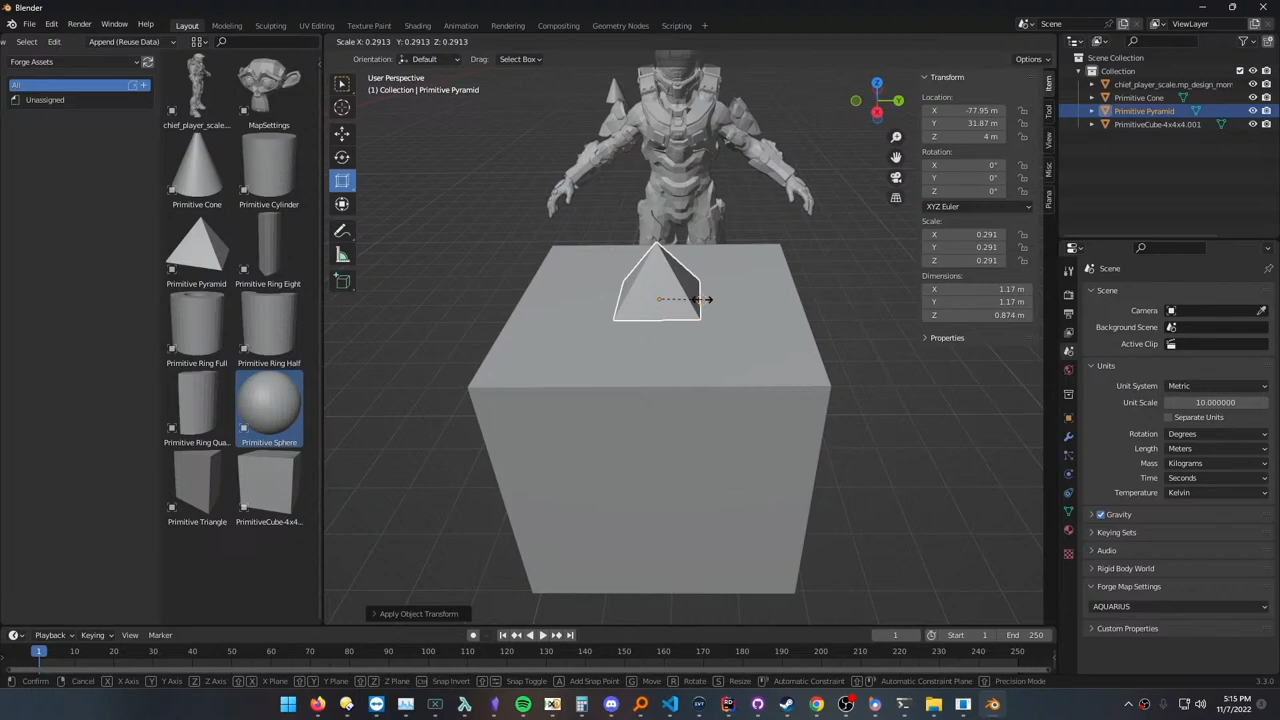 Blender
File Edit Render Window Help
Layout Modeling Sculpting UV Editing Texture Paint Shading Animation Rendering Compositing Geometry Nodes Scripting +
Scene
ViewLayer
Select Edit Append (Reuse Data)
Forge Assets
All
Unassigned
chief_player_scale....
MapSettings
Primitive Cone
Primitive Cylinder
Primitive Pyramid
Primitive Ring Eight
Primitive Ring Full
Primitive Ring Half
Primitive Ring Qua...
Primitive Sphere
Primitive Triangle
PrimitiveCube-4x4...
Scale X: 0.2913 Y: 0.2913 Z: 0.2913
Orientation: Default Drag: Select Box
Options
User Perspective
(1) Collection | Primitive Pyramid
Z
Y
X
Transform
Location:
X -77.95 m
Y 31.87 m
Z 4 m
Rotation:
X 0°
Y 0°
Z 0°
XYZ Euler
Scale:
X 0.291
Y 0.291
Z 0.291
Dimensions:
X 1.17 m
Y 1.17 m
Z 0.874 m
Properties
Item
Tool
View
Misc
Apply Object Transform
Scene Collection
Collection
chief_player_scale.mp_design_mom
Primitive Cone
Primitive Pyramid
PrimitiveCube-4x4x4.001
Scene
Scene
Camera
Background Scene
Active Clip
Units
Unit System Metric
Unit Scale 10.000000
Separate Units
Rotation Degrees
Length Meters
Mass Kilograms
Time Seconds
Temperature Kelvin
Gravity
Keying Sets
Audio
Rigid Body World
Forge Map Settings
AQUARIUS
Custom Properties
Playback Keying View Marker
1 Start 1 End 250
1 10 20 30 40 50 60 70 80 90 100 110 120 130 140 150 160 170 180 190 200 210 220 230 240 250
Confirm Cancel X X Axis Y Y Axis Z Z Axis X X Plane Y Y Plane Z Z Plane Snap Invert Snap Toggle A Add Snap Point G Move R Rotate S Resize Automatic Constraint Automatic Constraint Plane Precision Mode
3.3.0
5:15 PM
11/7/2022